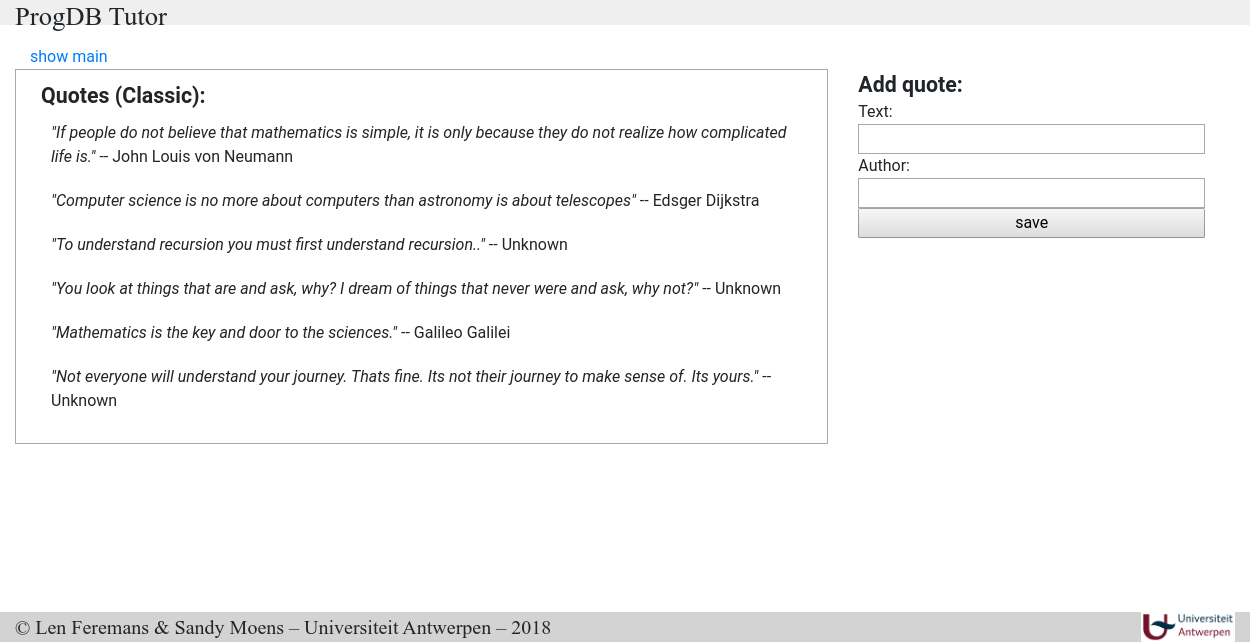 ProgDB Tutor
show main
Quotes (Classic):
"If people do not believe that mathematics is simple, it is only because they do not realize how complicated
life is." -- John Louis von Neumann
"Computer science is no more about computers than astronomy is about telescopes" -- Edsger Dijkstra
"To understand recursion you must first understand recursion.." -- Unknown
"You look at things that are and ask, why? I dream of things that never were and ask, why not?" -- Unknown
"Mathematics is the key and door to the sciences." -- Galileo Galilei
"Not everyone will understand your journey. Thats fine. Its not their journey to make sense of. Its yours." --
Unknown
Add quote:
Text:
Author:
save
© Len Feremans & Sandy Moens – Universiteit Antwerpen – 2018
Universiteit
Antwerpen